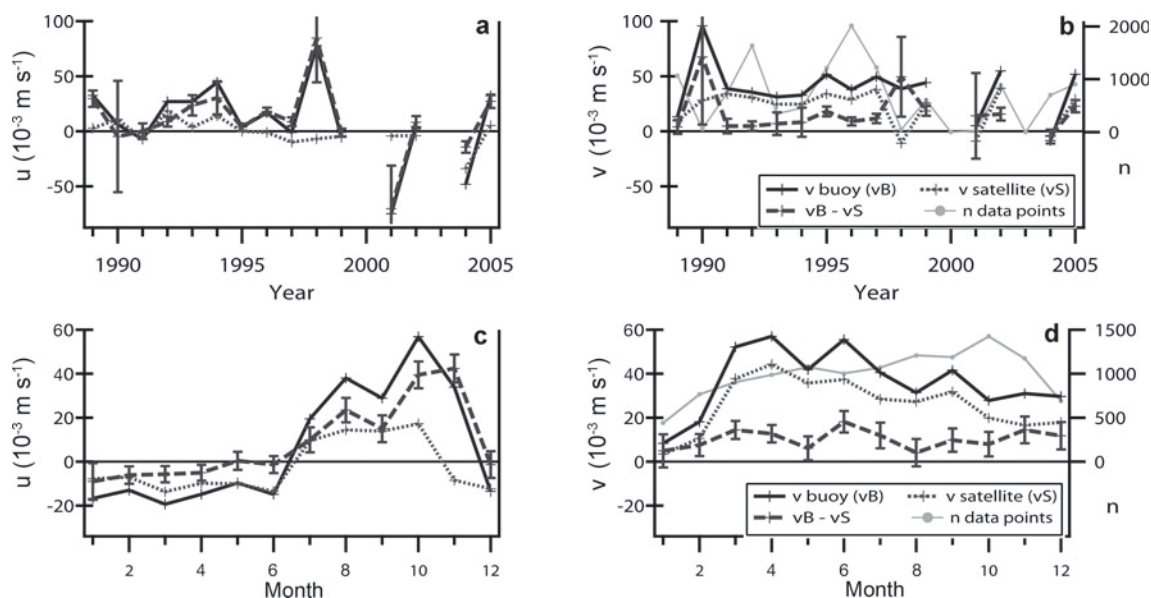 a
100
50
0
-50
u (10⁻³ m s⁻¹)
1990 1995 2000 2005
Year
b
100
50
0
-50
v (10⁻³ m s⁻¹)
2000
1000
0
n
v buoy (vB) v satellite (vS)
vB - vS n data points
1990 1995 2000 2005
Year
c
60
40
20
0
-20
u (10⁻³ m s⁻¹)
2 4 6 8 10 12
Month
d
60
40
20
0
-20
v (10⁻³ m s⁻¹)
1500
1000
500
0
n
v buoy (vB) v satellite (vS)
vB - vS n data points
2 4 6 8 10 12
Month